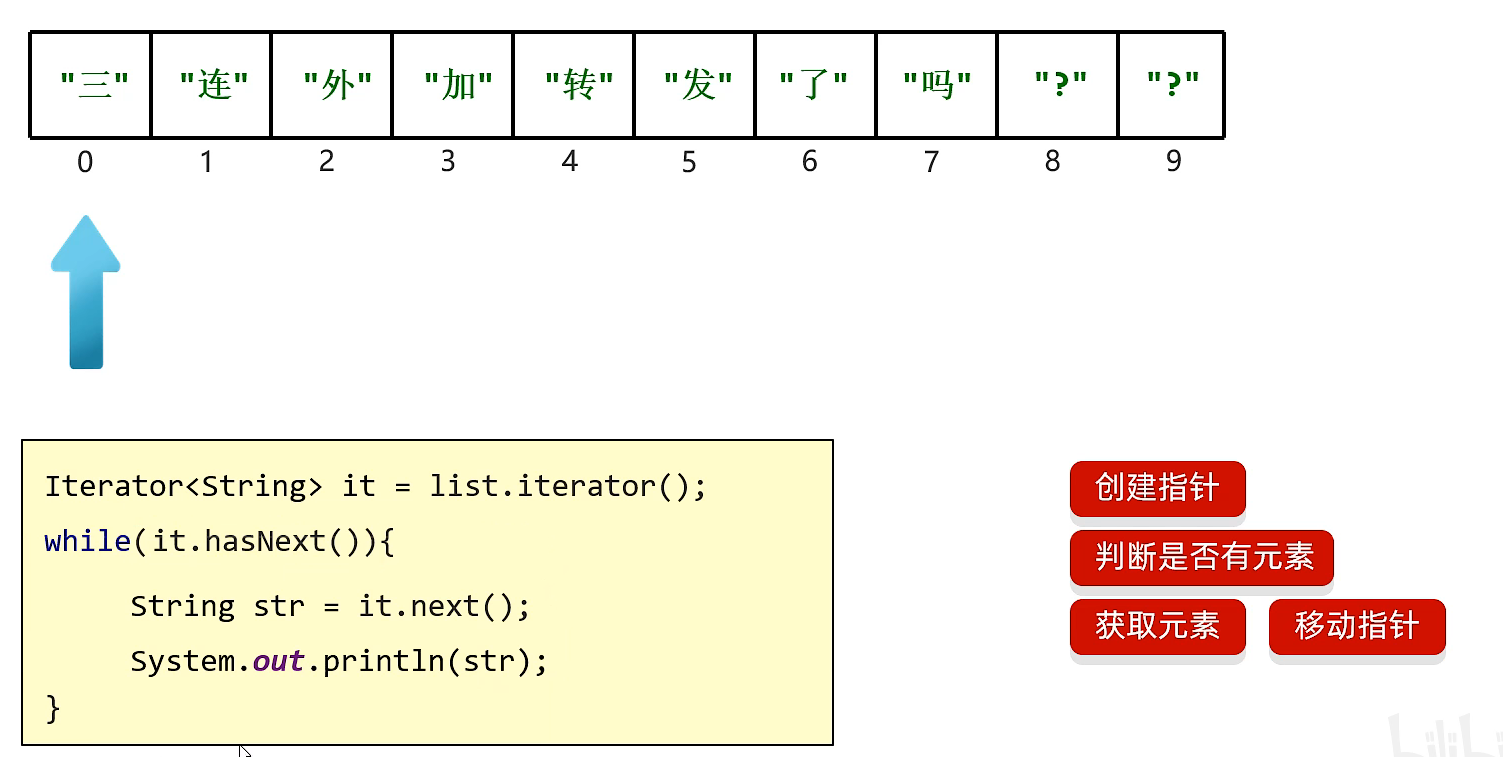 "三" "连" "外" "加" "转" "发" "了" "吗" "?" "?"
0 1 2 3 4 5 6 7 8 9
Iterator<String> it = list.iterator();
while(it.hasNext()){
String str = it.next();
System.out.println(str);
}
创建指针
判断是否有元素
获取元素 移动指针